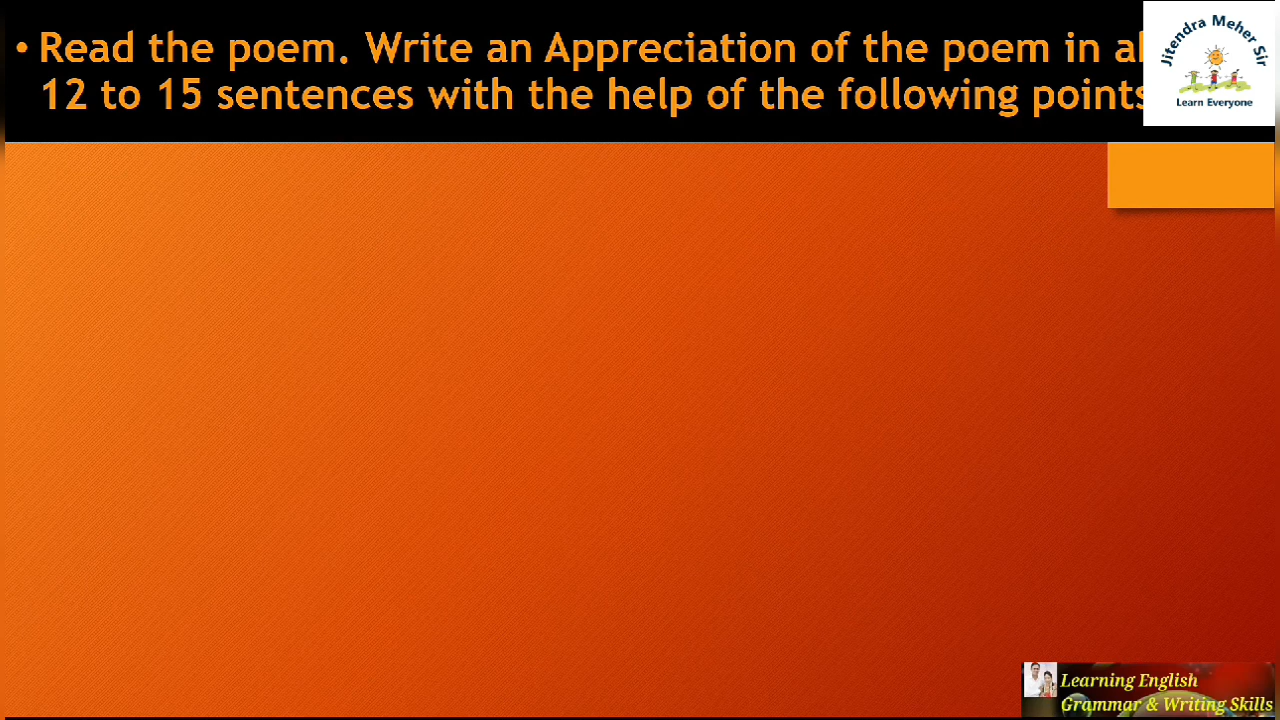 • Read the poem. Write an Appreciation of the poem in
12 to 15 sentences with the help of the following points
Jitendra Meher Sir
Learn Everyone
Learning English
Grammar & Writing Skills